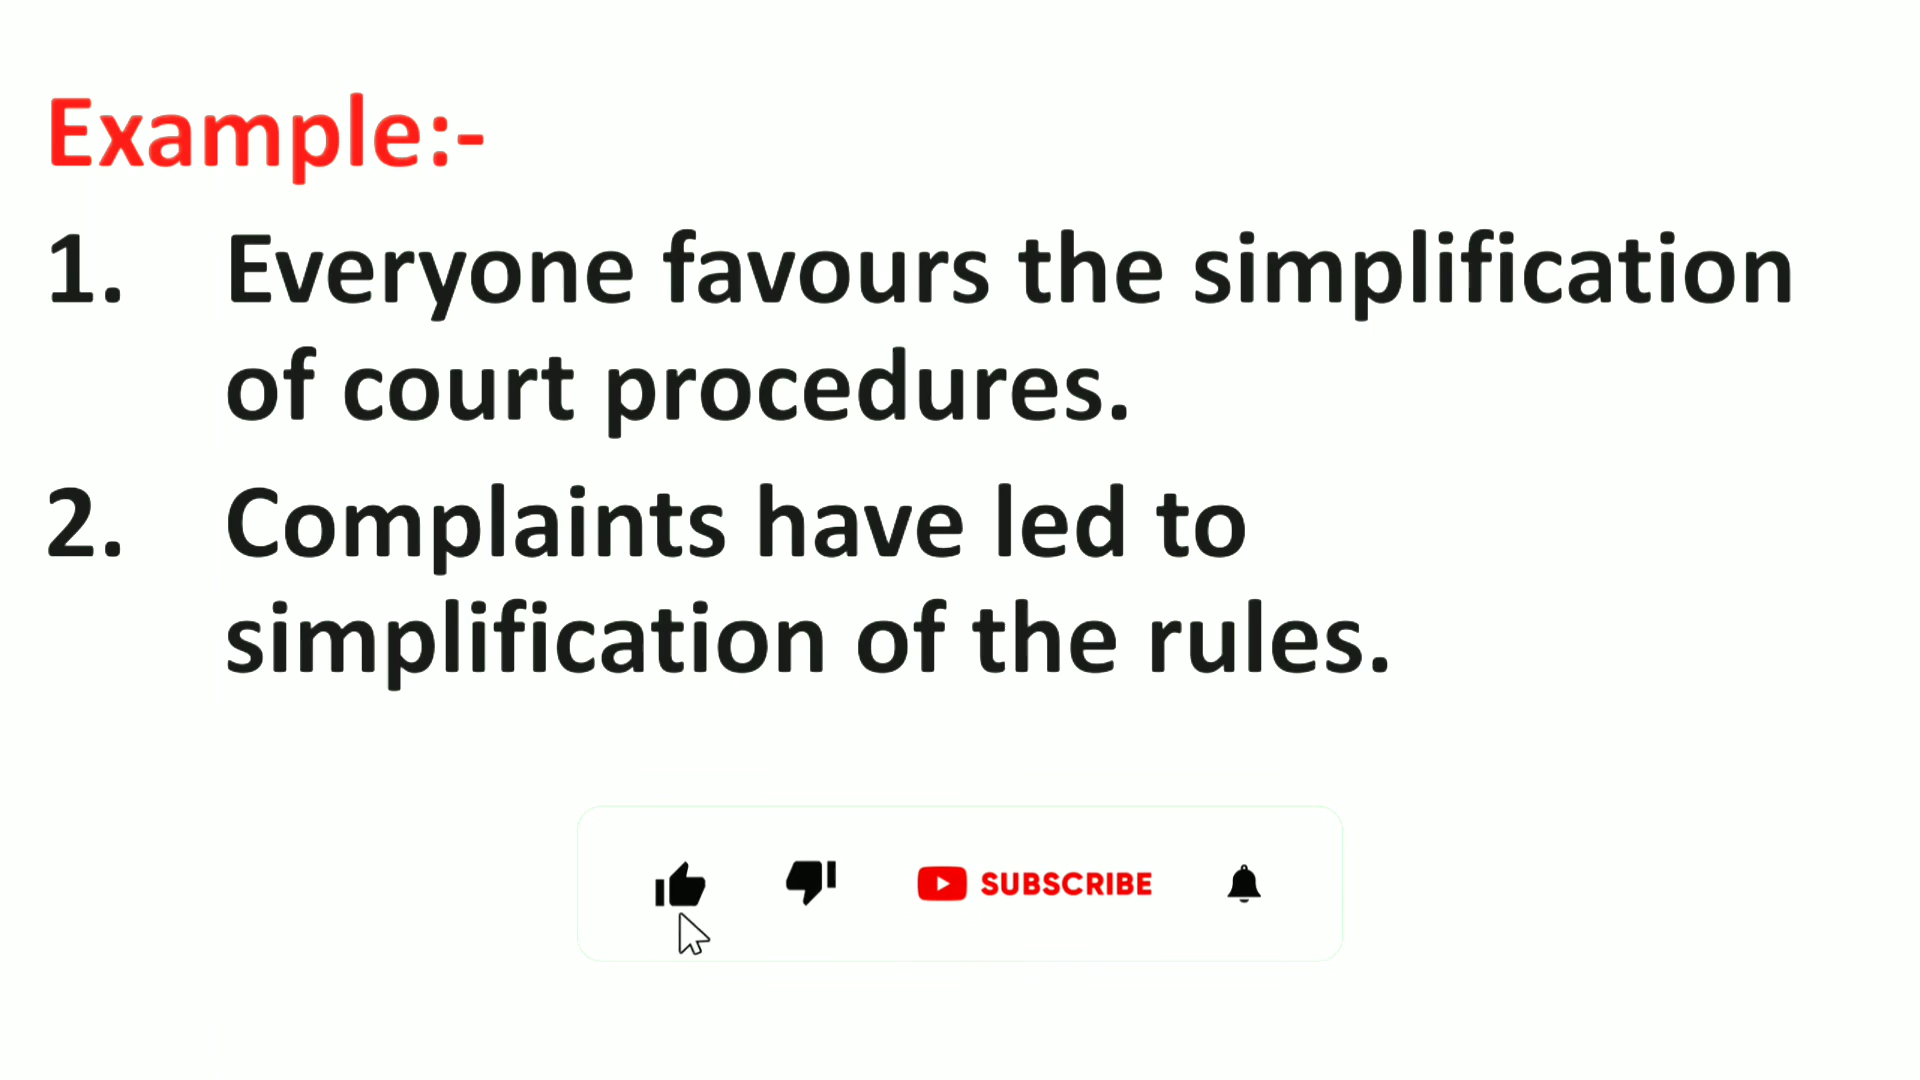 Example:-
1. Everyone favours the simplification
of court procedures.
2. Complaints have led to
simplification of the rules.
SUBSCRIBE